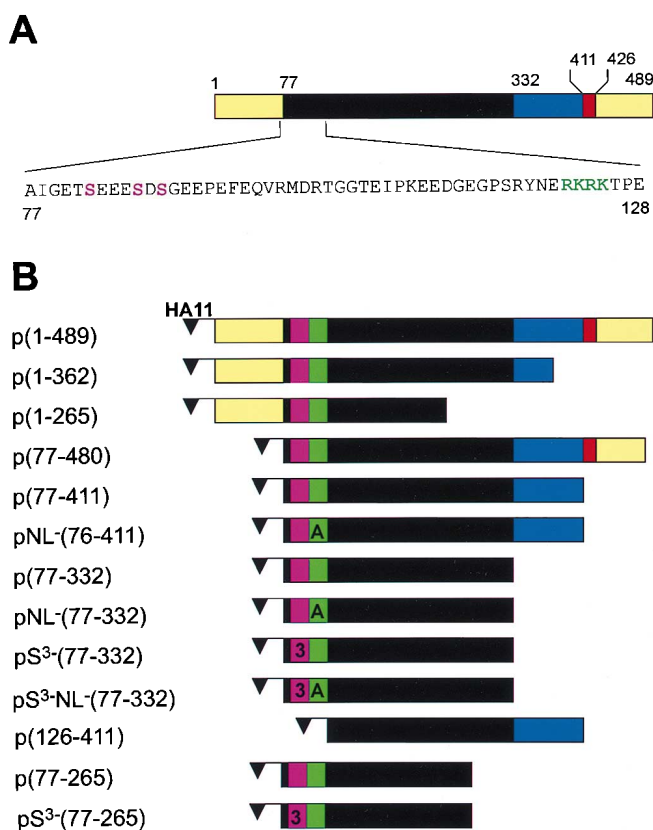 A
1 77 332 411 426 489
AIGETSEEESDSGEEPEFEQVRMDRTGGTEIPKEEDGEGPSRYNERKRKTPE
77 128
B
HA11
p(1-489)
p(1-362)
p(1-265)
p(77-480)
p(77-411)
pNL-(76-411) A
p(77-332)
pNL-(77-332) A
pS3-(77-332) 3
pS3-NL-(77-332) 3 A
p(126-411)
p(77-265)
pS3-(77-265) 3